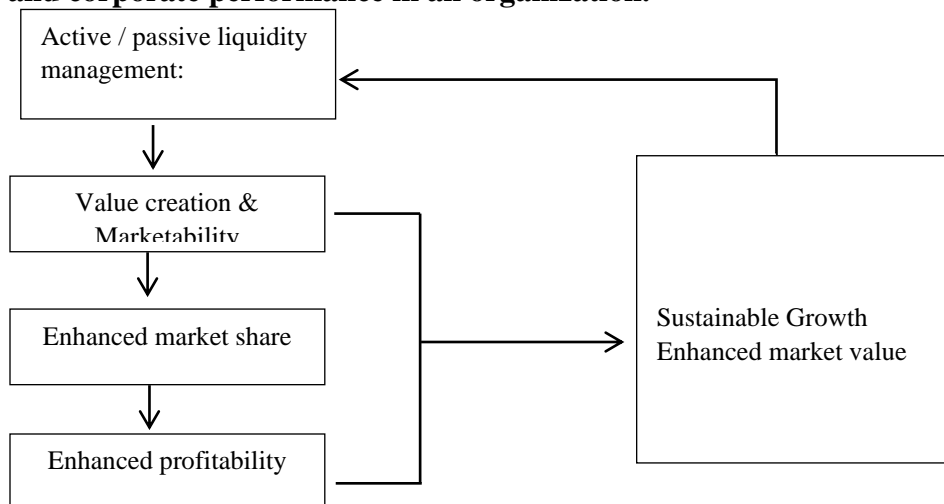 and corporate performance in an organization.
Active / passive liquidity
management:
Value creation &
Marketability
Enhanced market share
Sustainable Growth
Enhanced market value
Enhanced profitability